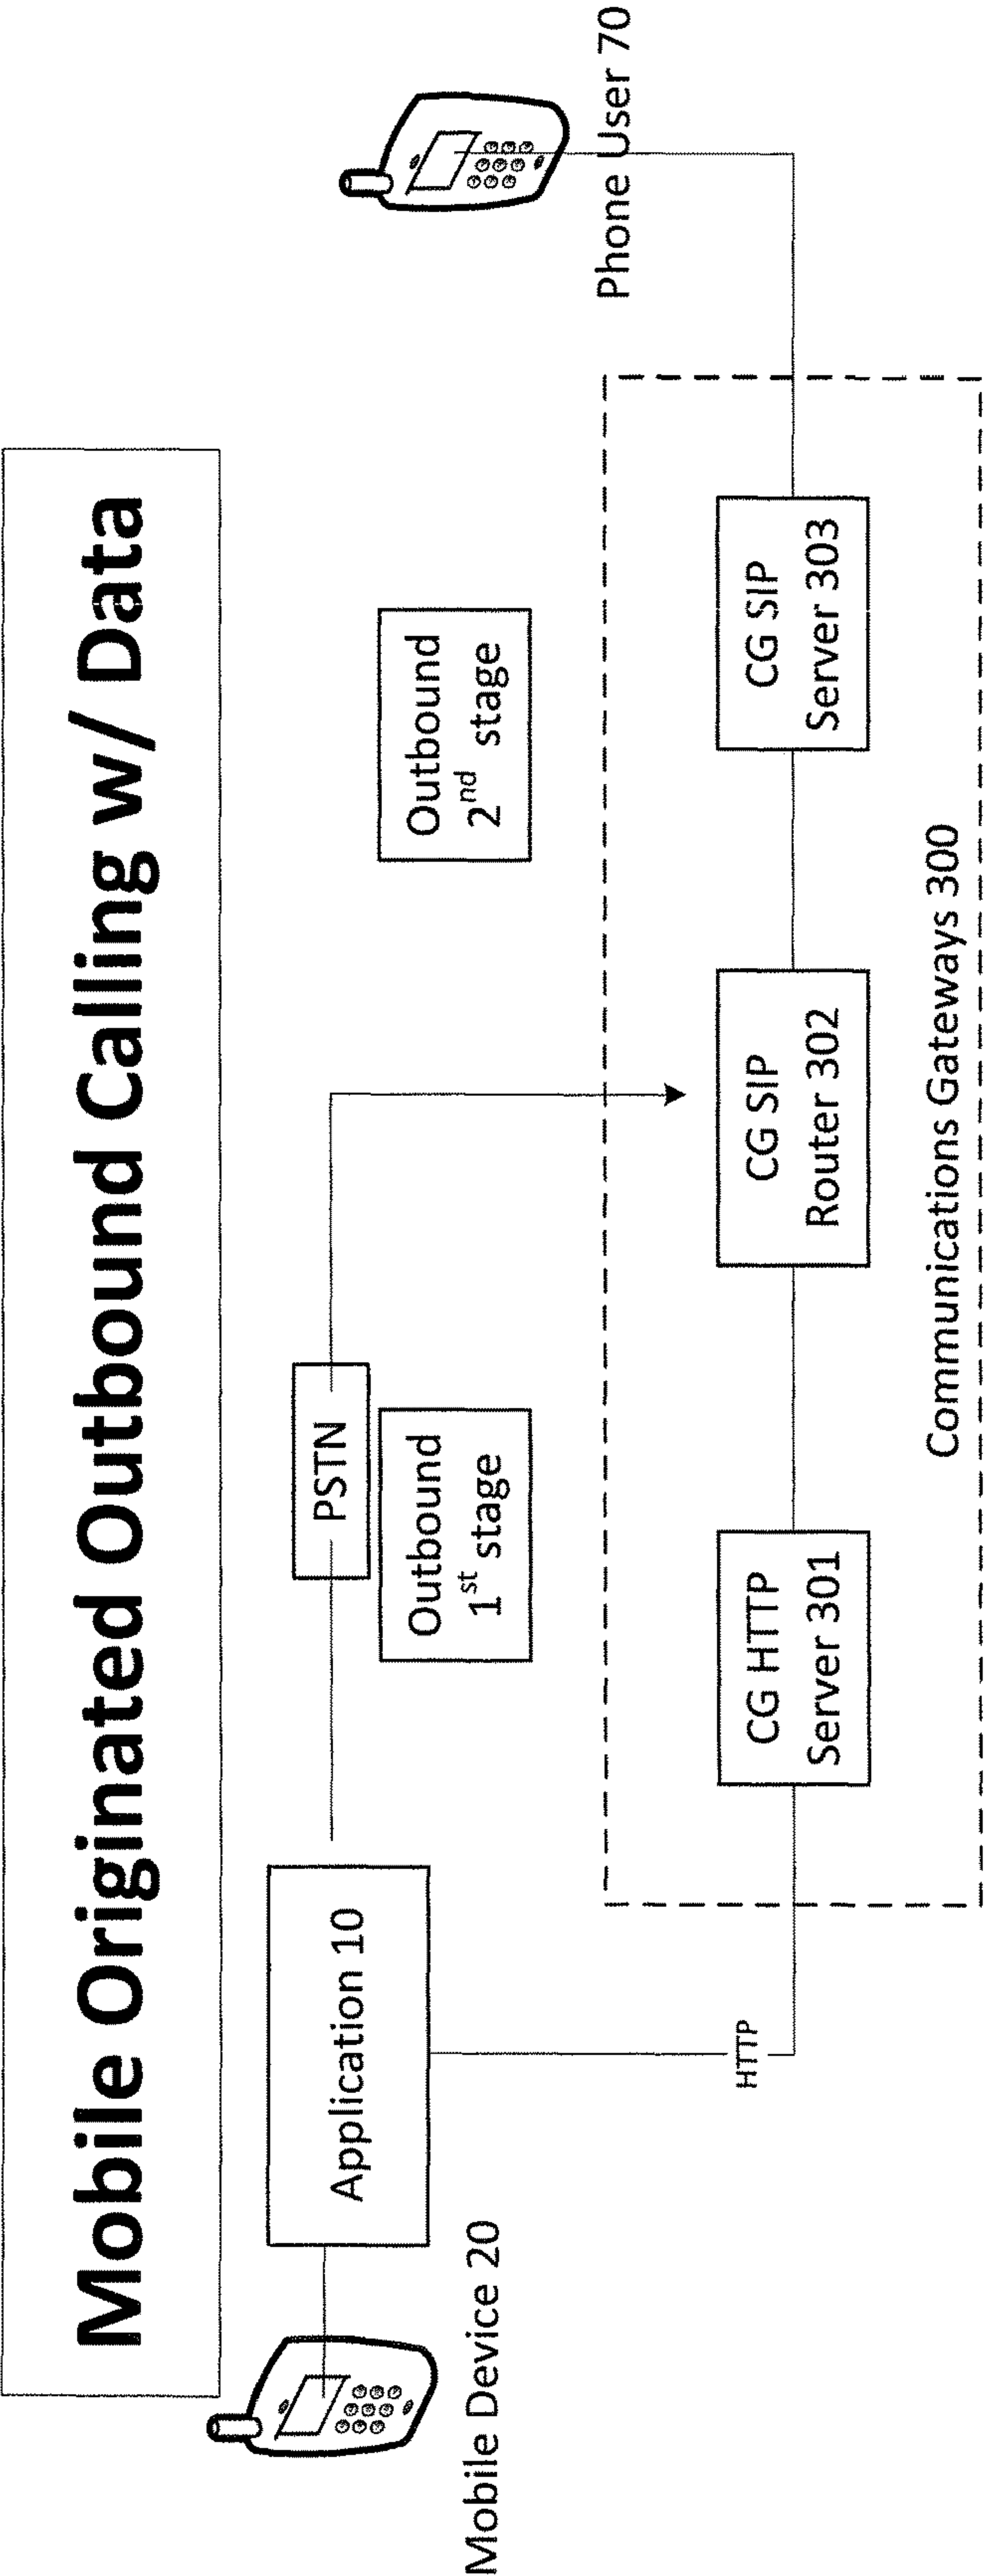 Mobile Originated Outbound Calling w/ Data
Mobile Device 20
Application 10
PSTN
Outbound
1st stage
Outbound
2nd stage
Phone User 70
HTTP
CG HTTP
Server 301
CG SIP
Router 302
CG SIP
Server 303
Communications Gateways 300